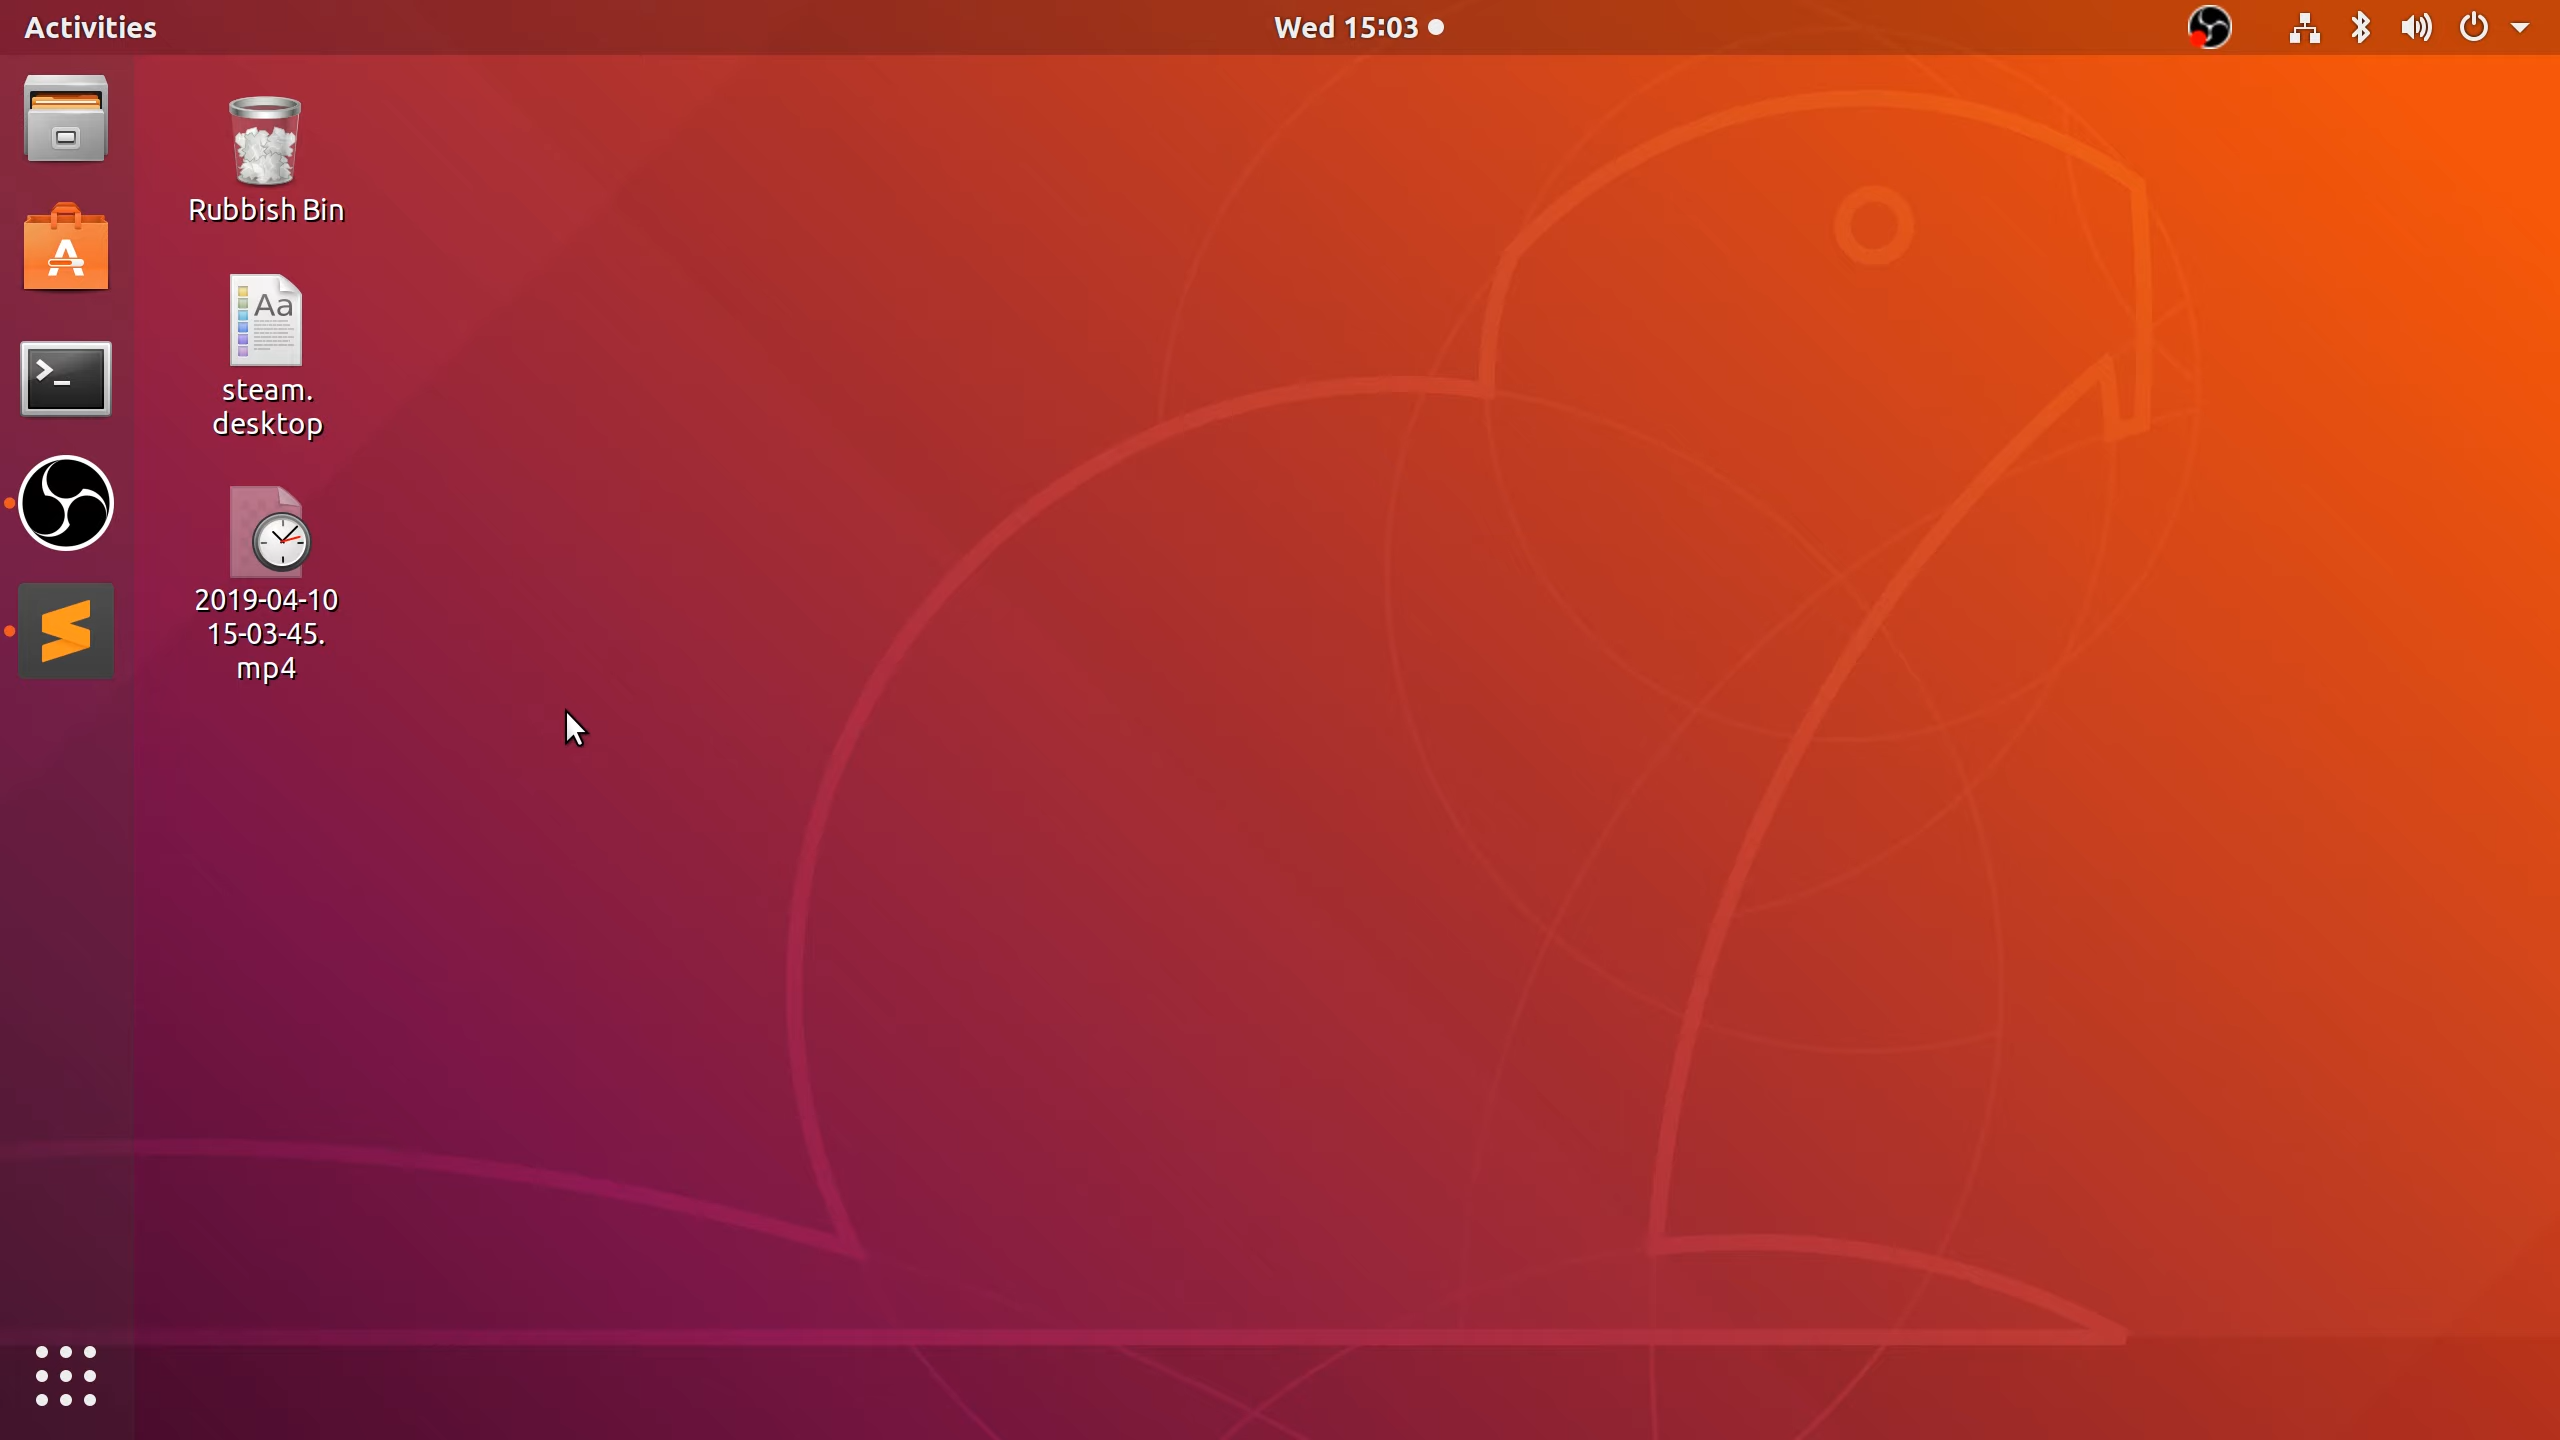 Activities
Wed 15:03
Rubbish Bin
Aa
steam.
desktop
2019-04-10
15-03-45.
mp4